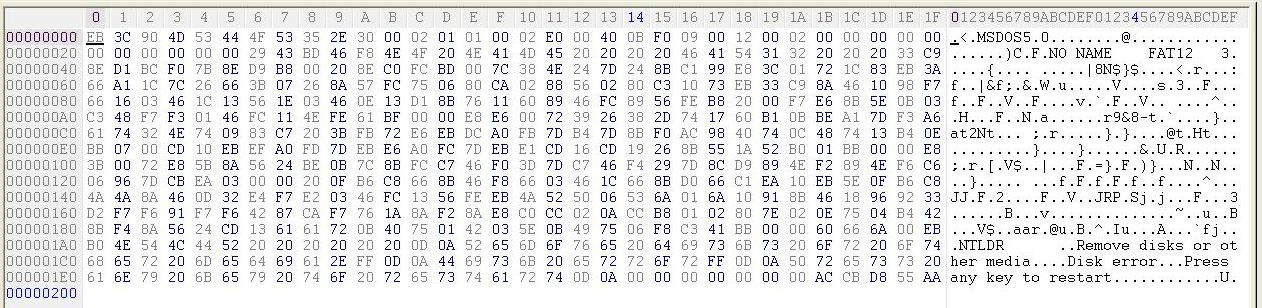 0 1 2 3 4 5 6 7 8 9 A B C D E F 10 11 12 13 14 15 16 17 18 19 1A 1B 1C 1D 1E 1F 0123456789ABCDEF0123456789ABCDEF
00000000 EB 3C 90 4D 53 44 4F 53 35 2E 30 00 02 01 01 00 02 E0 00 40 0B F0 09 00 12 00 02 00 00 00 00 00 .<.MSDOS5.0........@............
00000020 00 00 00 00 00 00 29 43 BD 46 F8 4E 4F 20 4E 41 4D 45 20 20 20 20 46 41 54 31 32 20 20 20 33 C9 ......)C.F.NO NAME    FAT12   3.
00000040 8E D1 BC F0 7B 8E D9 B8 00 20 8E C0 FC BD 00 7C 38 4E 24 7D 24 8B C1 99 E8 3C 01 72 1C 83 EB 3A ....{.... .....|8N$}$....<.r...:
00000060 66 A1 1C 7C 26 66 3B 07 26 8A 57 FC 75 06 80 CA 02 88 56 02 80 C3 10 73 EB 33 C9 8A 46 10 98 F7 f..|&f;.&.W.u.....V....s.3..F...
00000080 66 16 03 46 1C 13 56 1E 03 46 0E 13 D1 8B 76 11 60 89 46 FC 89 56 FE B8 20 00 F7 E6 8B 5E 0B 03 f..F..V..F....v.`.F..V.. ....^..
000000A0 C3 48 F7 F3 01 46 FC 11 4E FE 61 BF 00 00 E8 E6 00 72 39 26 38 2D 74 17 60 B1 0B BE A1 7D F3 A6 .H...F..N.a......r9&8-t.`....}..
000000C0 61 74 32 4E 74 09 83 C7 20 3B FB 72 E6 EB DC A0 FB 7D B4 7D 8B F0 AC 98 40 74 0C 48 74 13 B4 0E at2Nt... ;.r.....}.}....@t.Ht...
000000E0 BB 07 00 CD 10 EB EF A0 FD 7D EB E6 A0 FC 7D EB E1 CD 16 CD 19 26 8B 55 1A 52 B0 01 BB 00 00 E8 .........}....}......&.U.R......
00000100 3B 00 72 E8 5B 8A 56 24 BE 0B 7C 8B FC C7 46 F0 3D 7D C7 46 F4 29 7D 8C D9 89 4E F2 89 4E F6 C6 ;.r.[.V$..|...F.=}.F.)}...N..N..
00000120 06 96 7D CB EA 03 00 00 20 0F B6 C8 66 8B 46 F8 66 03 46 1C 66 8B D0 66 C1 EA 10 EB 5E 0F B6 C8 ..}..... ...f.F.f.F.f..f....^...
00000140 4A 4A 8A 46 0D 32 E4 F7 E2 03 46 FC 13 56 FE EB 4A 52 50 06 53 6A 01 6A 10 91 8B 46 18 96 92 33 JJ.F.2....F..V..JRP.Sj.j...F...3
00000160 D2 F7 F6 91 F7 F6 42 87 CA F7 76 1A 8A F2 8A E8 C0 CC 02 0A CC B8 01 02 80 7E 02 0E 75 04 B4 42 ......B...v..............~..u..B
00000180 8B F4 8A 56 24 CD 13 61 61 72 0B 40 75 01 42 03 5E 0B 49 75 06 F8 C3 41 BB 00 00 60 66 6A 00 EB ...V$..aar.@u.B.^.Iu...A...`fj..
000001A0 B0 4E 54 4C 44 52 20 20 20 20 20 20 0D 0A 52 65 6D 6F 76 65 20 64 69 73 6B 73 20 6F 72 20 6F 74 .NTLDR      ..Remove disks or ot
000001C0 68 65 72 20 6D 65 64 69 61 2E FF 0D 0A 44 69 73 6B 20 65 72 72 6F 72 FF 0D 0A 50 72 65 73 73 20 her media....Disk error...Press 
000001E0 61 6E 79 20 6B 65 79 20 74 6F 20 72 65 73 74 61 72 74 0D 0A 00 00 00 00 00 00 00 AC CB D8 55 AA any key to restart............U.
00000200